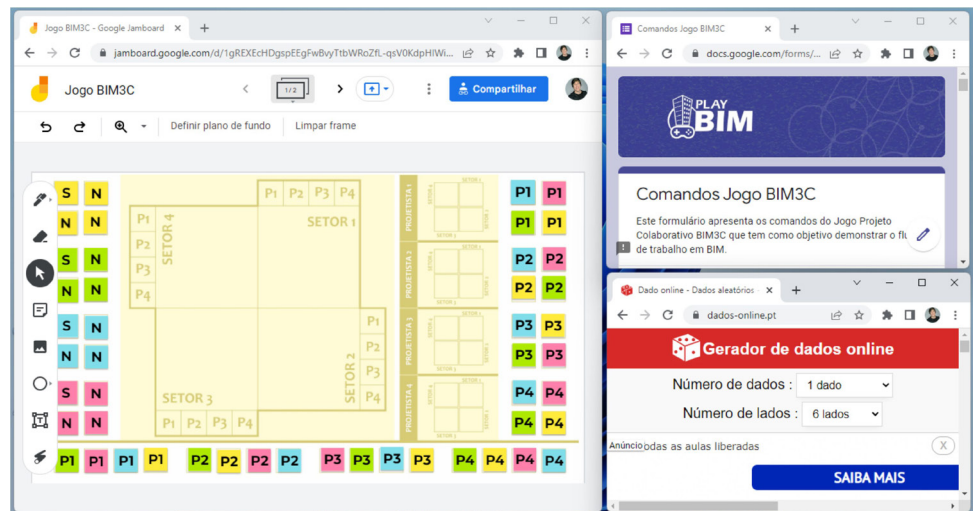 Jogo BIM3C - Google Jamboard
jamboard.google.com/d/1gREXEcHDgspEEgFwBvyTtbWRoZfL-qsV0KdpHIWi...
Jogo BIM3C
1/2
Compartilhar
Definir plano de fundo Limpar frame
S N
N N
S N
N N
S N
N N
S N
N N
P1 P2 P3 P4
SETOR 1
P1
P2
P3
P4
SETOR 4
P1
P2
P3
P4
SETOR 2
SETOR 3
P1 P2 P3 P4
PROJETISTA 1
PROJETISTA 2
PROJETISTA 3
PROJETISTA 4
P1 P1
P1 P1
P2 P2
P2 P2
P3 P3
P3 P3
P4 P4
P4 P4
P1 P1 P1 P1 P2 P2 P2 P2 P3 P3 P3 P3 P4 P4 P4 P4
Comandos Jogo BIM3C
docs.google.com/forms/...
PLAY
BIM
Comandos Jogo BIM3C
Este formulário apresenta os comandos do Jogo Projeto
Colaborativo BIM3C que tem como objetivo demonstrar o flu
de trabalho em BIM.
Dado online - Dados aleatórios
dados-online.pt
Gerador de dados online
Número de dados : 1 dado
Número de lados : 6 lados
Anúncio odas as aulas liberadas
SAIBA MAIS